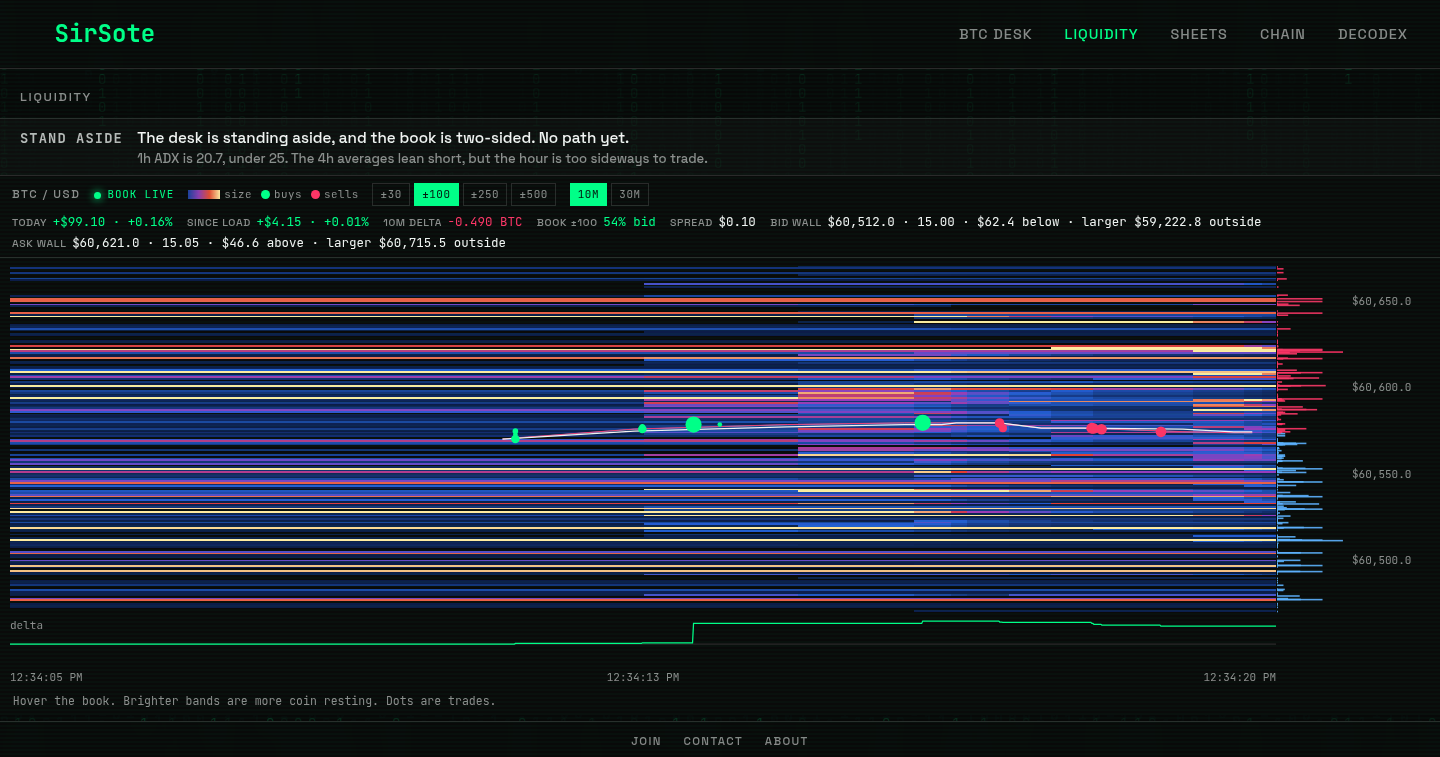 SirSote
BTC DESK LIQUIDITY SHEETS CHAIN DECODEX
LIQUIDITY
STAND ASIDE The desk is standing aside, and the book is two-sided. No path yet.
1h ADX is 20.7, under 25. The 4h averages lean short, but the hour is too sideways to trade.
BTC / USD BOOK LIVE size buys sells ±30 ±100 ±250 ±500 10M 30M
TODAY +$99.10 · +0.16% SINCE LOAD +$4.15 · +0.01% 10M DELTA -0.490 BTC BOOK ±100 54% bid SPREAD $0.10 BID WALL $60,512.0 · 15.00 · $62.4 below · larger $59,222.8 outside
ASK WALL $60,621.0 · 15.05 · $46.6 above · larger $60,715.5 outside
$60,650.0
$60,600.0
$60,550.0
$60,500.0
delta
12:34:05 PM 12:34:13 PM 12:34:20 PM
Hover the book. Brighter bands are more coin resting. Dots are trades.
JOIN CONTACT ABOUT